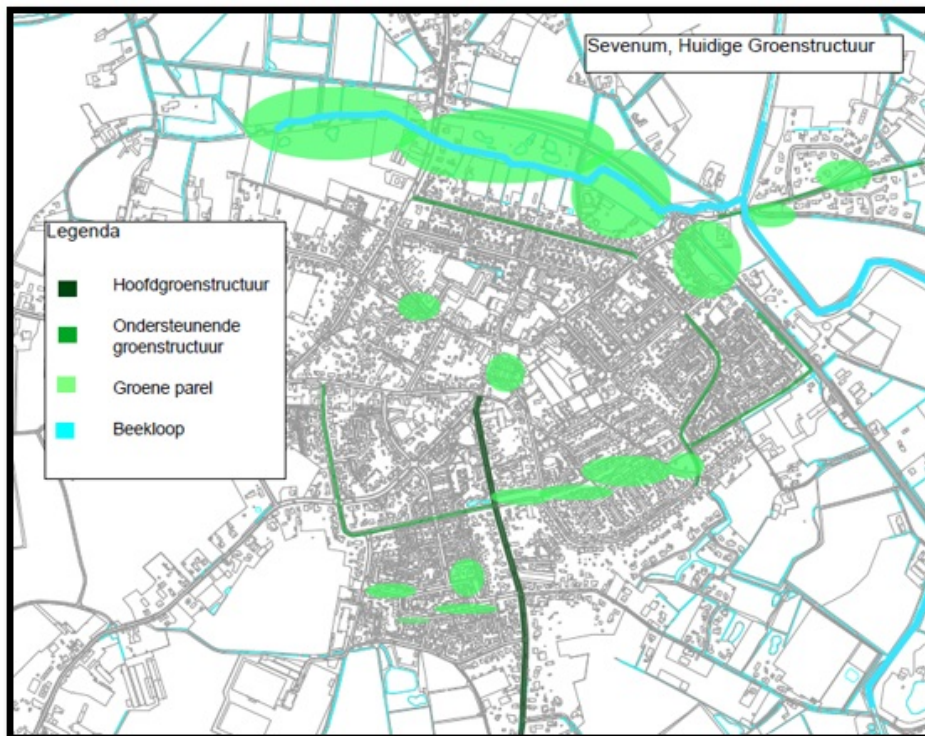 Sevenum, Huidige Groenstructuur
Legenda
Hoofdgroenstructuur
Ondersteunende
groenstructuur
Groene parel
Beekloop